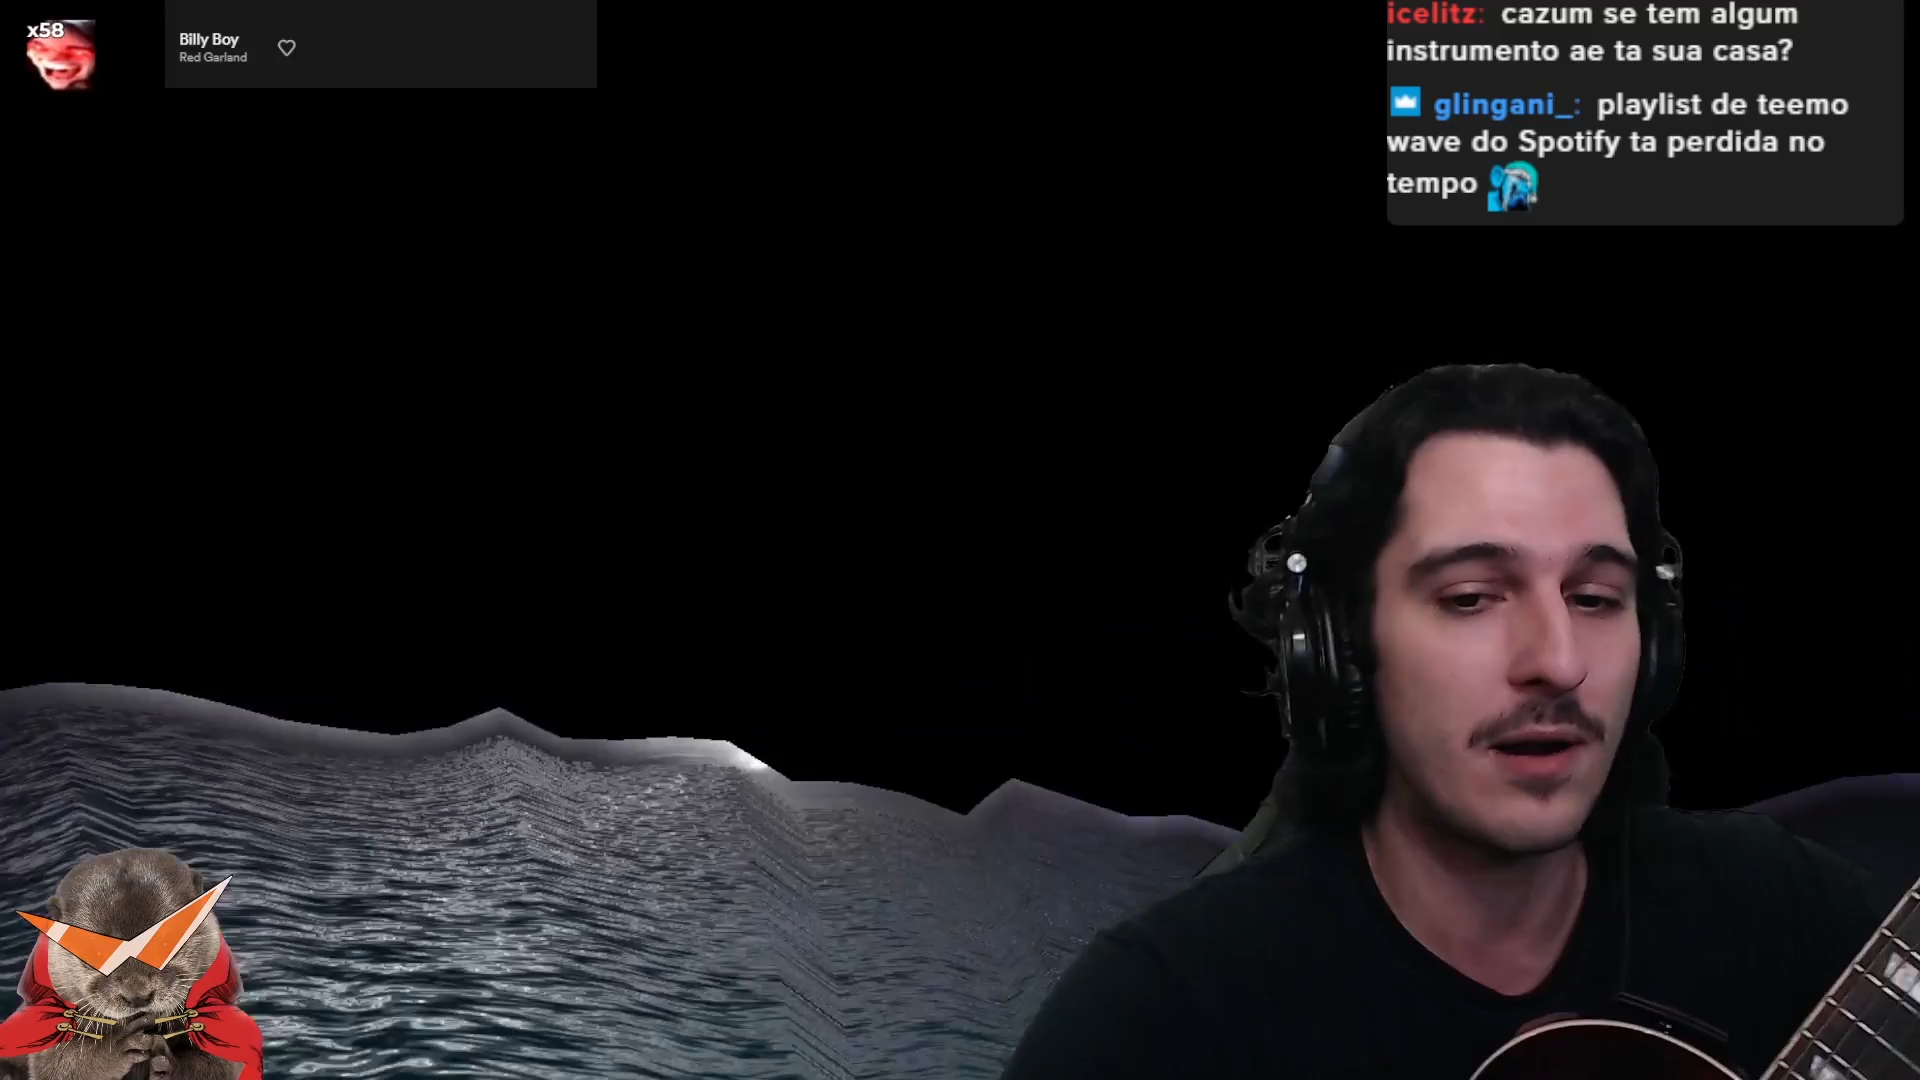 x58
Billy Boy
Red Garland
icelitz: cazum se tem algum
instrumento ae ta sua casa?
glingani_: playlist de teemo
wave do Spotify ta perdida no
tempo